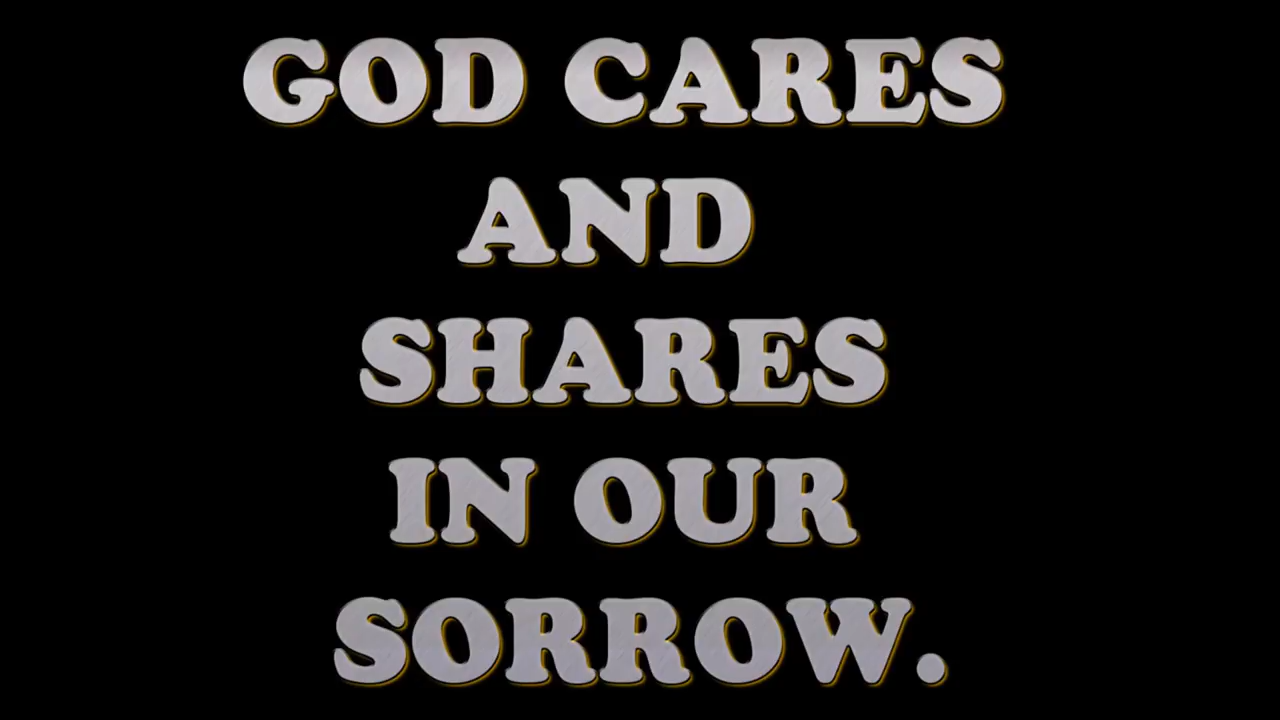 GOD CARES
AND
SHARES
IN OUR
SORROW.